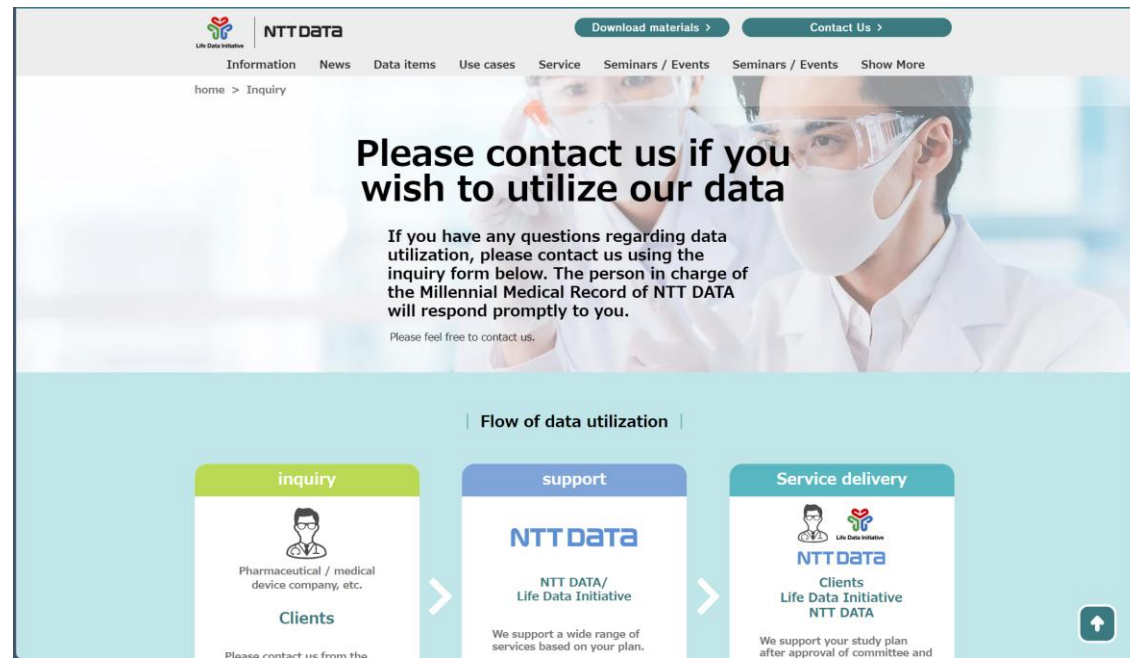 Life Data Initiative
NTT DATA
Download materials >
Contact Us >
Information News Data items Use cases Service Seminars / Events Seminars / Events Show More
home > Inquiry
Please contact us if you
wish to utilize our data
If you have any questions regarding data
utilization, please contact us using the
inquiry form below. The person in charge of
the Millennial Medical Record of NTT DATA
will respond promptly to you.
Please feel free to contact us.
Flow of data utilization
inquiry
Pharmaceutical / medical
device company, etc.
Clients
Please contact us from the
support
NTT DATA
NTT DATA/
Life Data Initiative
We support a wide range of
services based on your plan.
Service delivery
Life Data Initiative
NTT DATA
Clients
Life Data Initiative
NTT DATA
We support your study plan
after approval of committee and